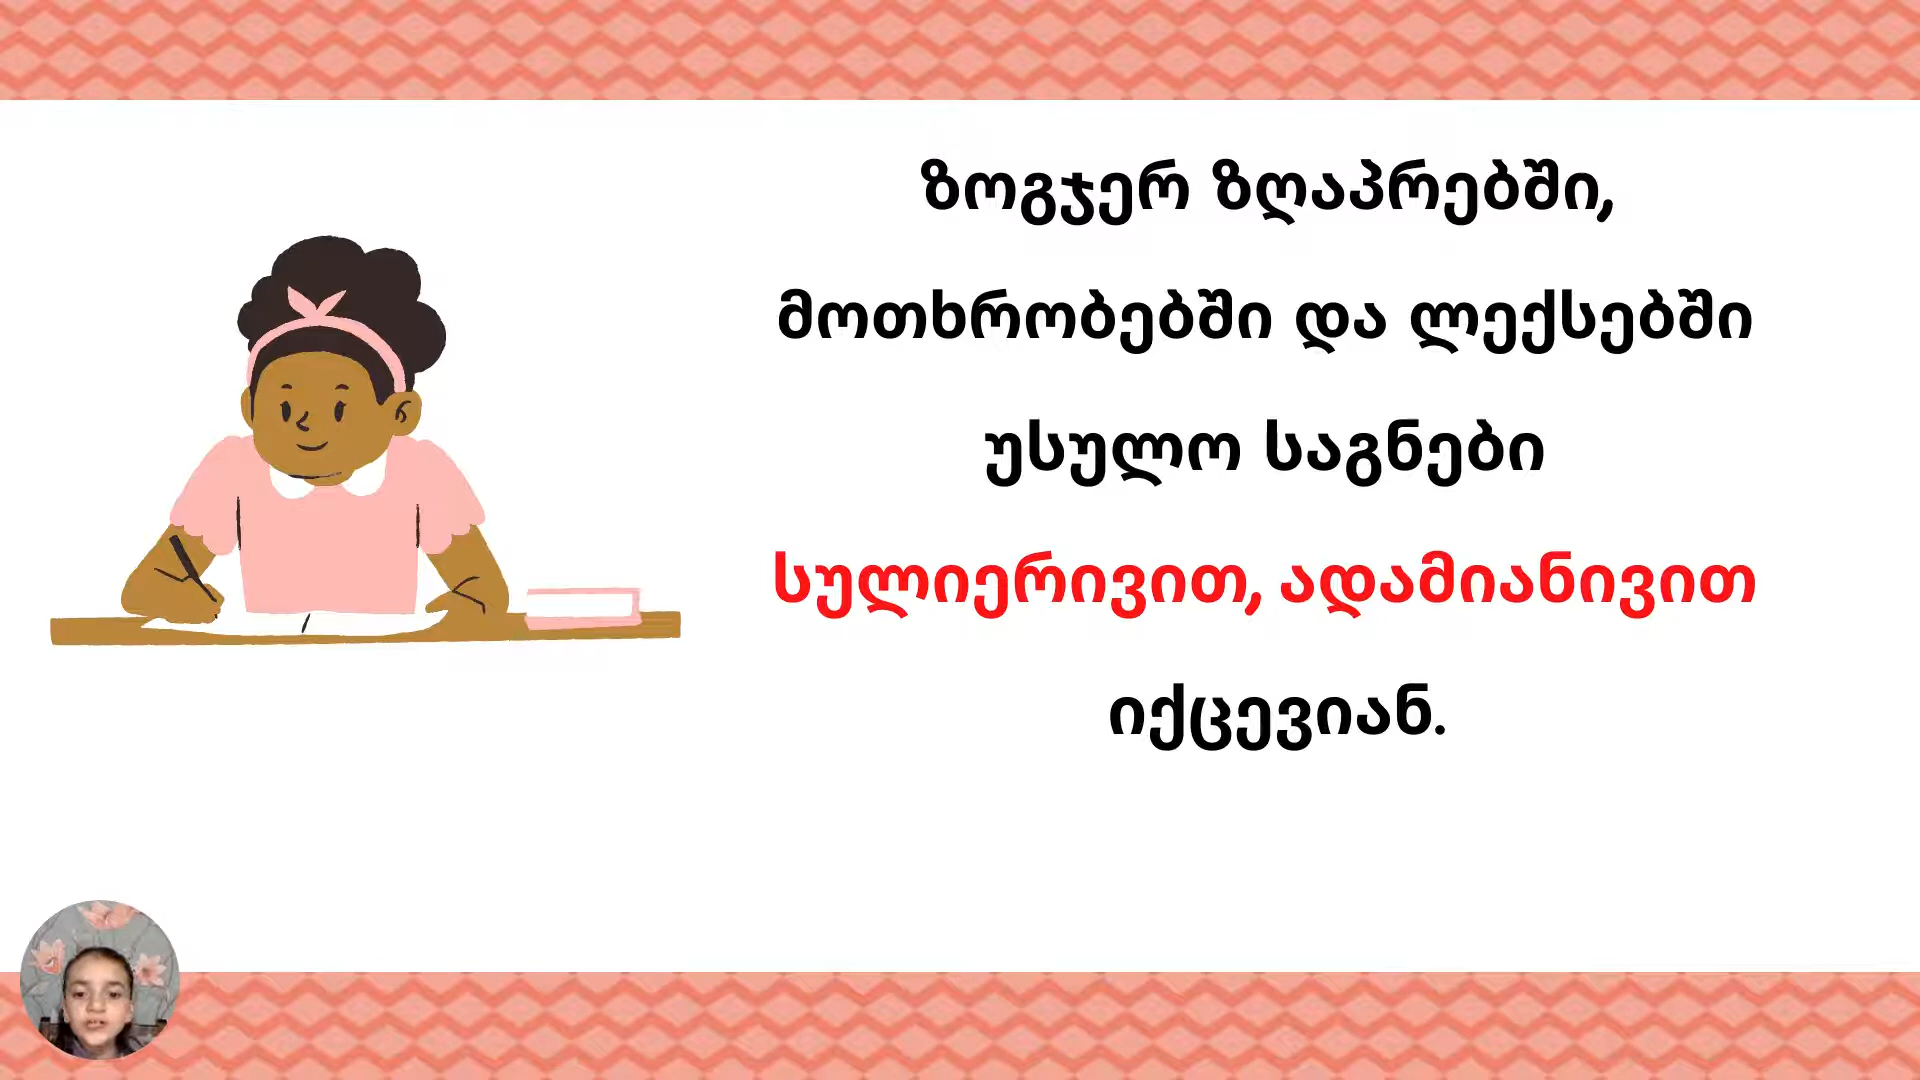 ზოგჯერ ზღაპრებში,
მოთხრობებში და ლექსებში
უსულო საგნები
სულიერივით, ადამიანივით
იქცევიან.